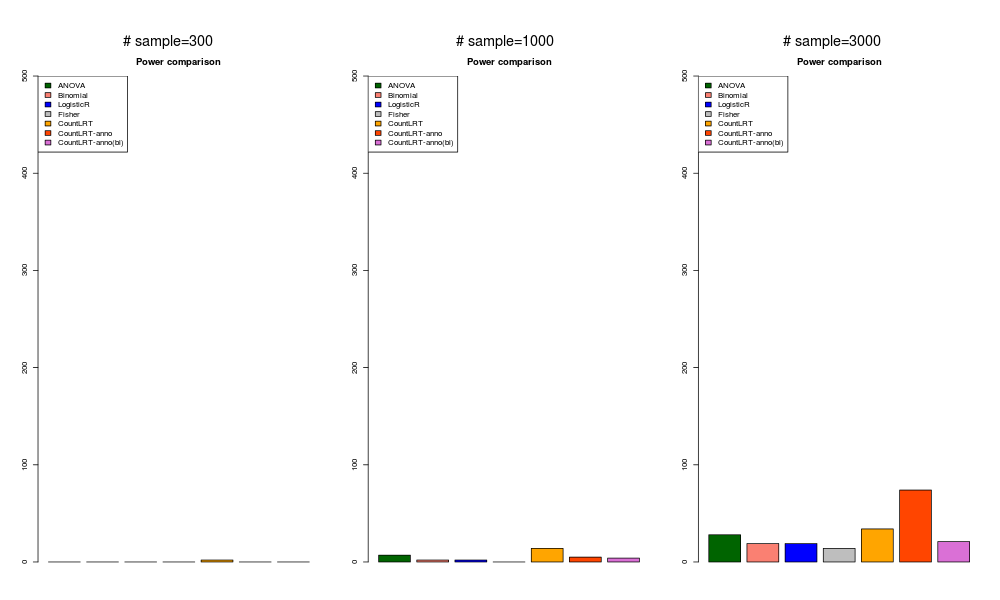 # sample=300
Power comparison
500
400
300
200
100
0
ANOVA
Binomial
LogisticR
Fisher
CountLRT
CountLRT-anno
CountLRT-anno(bl)
# sample=1000
Power comparison
500
400
300
200
100
0
ANOVA
Binomial
LogisticR
Fisher
CountLRT
CountLRT-anno
CountLRT-anno(bl)
# sample=3000
Power comparison
500
400
300
200
100
0
ANOVA
Binomial
LogisticR
Fisher
CountLRT
CountLRT-anno
CountLRT-anno(bl)